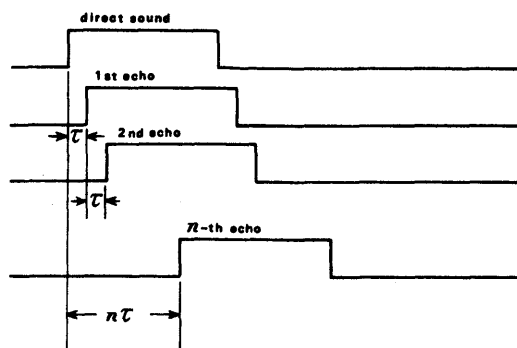 direct sound
1st echo
τ
2nd echo
τ
n-th echo
nτ